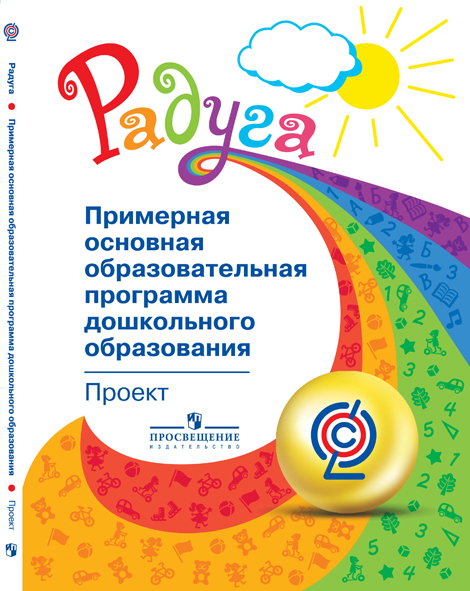 Радуга
Примерная
основная
образовательная
программа
дошкольного
образования
Проект
ПРОСВЕЩЕНИЕ
ИЗДАТЕЛЬСТВО
Радуга • Примерная основная образовательная программа дошкольного образования • Проект